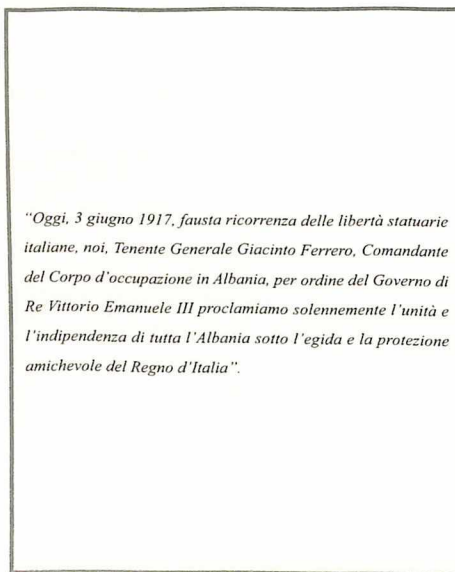 “Oggi, 3 giugno 1917, fausta ricorrenza delle libertà statuarie
italiane, noi, Tenente Generale Giacinto Ferrero, Comandante
del Corpo d’occupazione in Albania, per ordine del Governo di
Re Vittorio Emanuele III proclamiamo solennemente l’unità e
l’indipendenza di tutta l’Albania sotto l’egida e la protezione
amichevole del Regno d’Italia”.